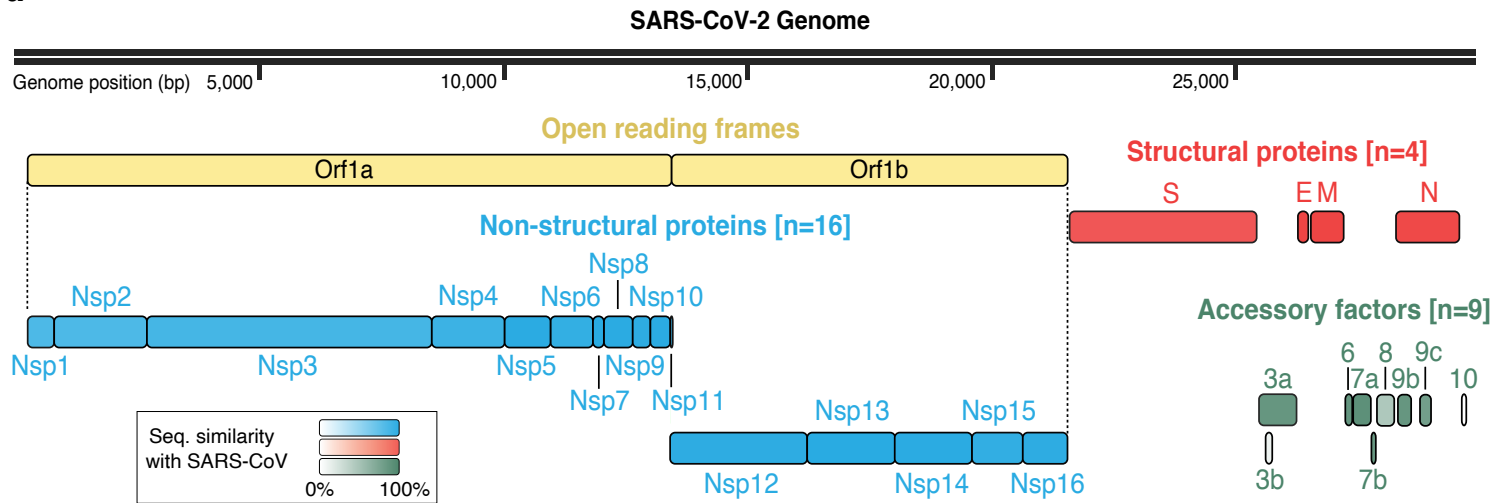 SARS-CoV-2 Genome
Genome position (bp) 5,000 10,000 15,000 20,000 25,000
Open reading frames
Orf1a Orf1b
Structural proteins [n=4]
S E M N
Non-structural proteins [n=16]
Nsp8
Nsp2 Nsp4 Nsp6 Nsp10
Accessory factors [n=9]
Nsp1 Nsp3 Nsp5 Nsp9
6 8 9c
3a 7a 9b 10
Nsp7 Nsp11
Nsp13 Nsp15
Seq. similarity
with SARS-CoV
0% 100%
Nsp12 Nsp14 Nsp16
3b 7b